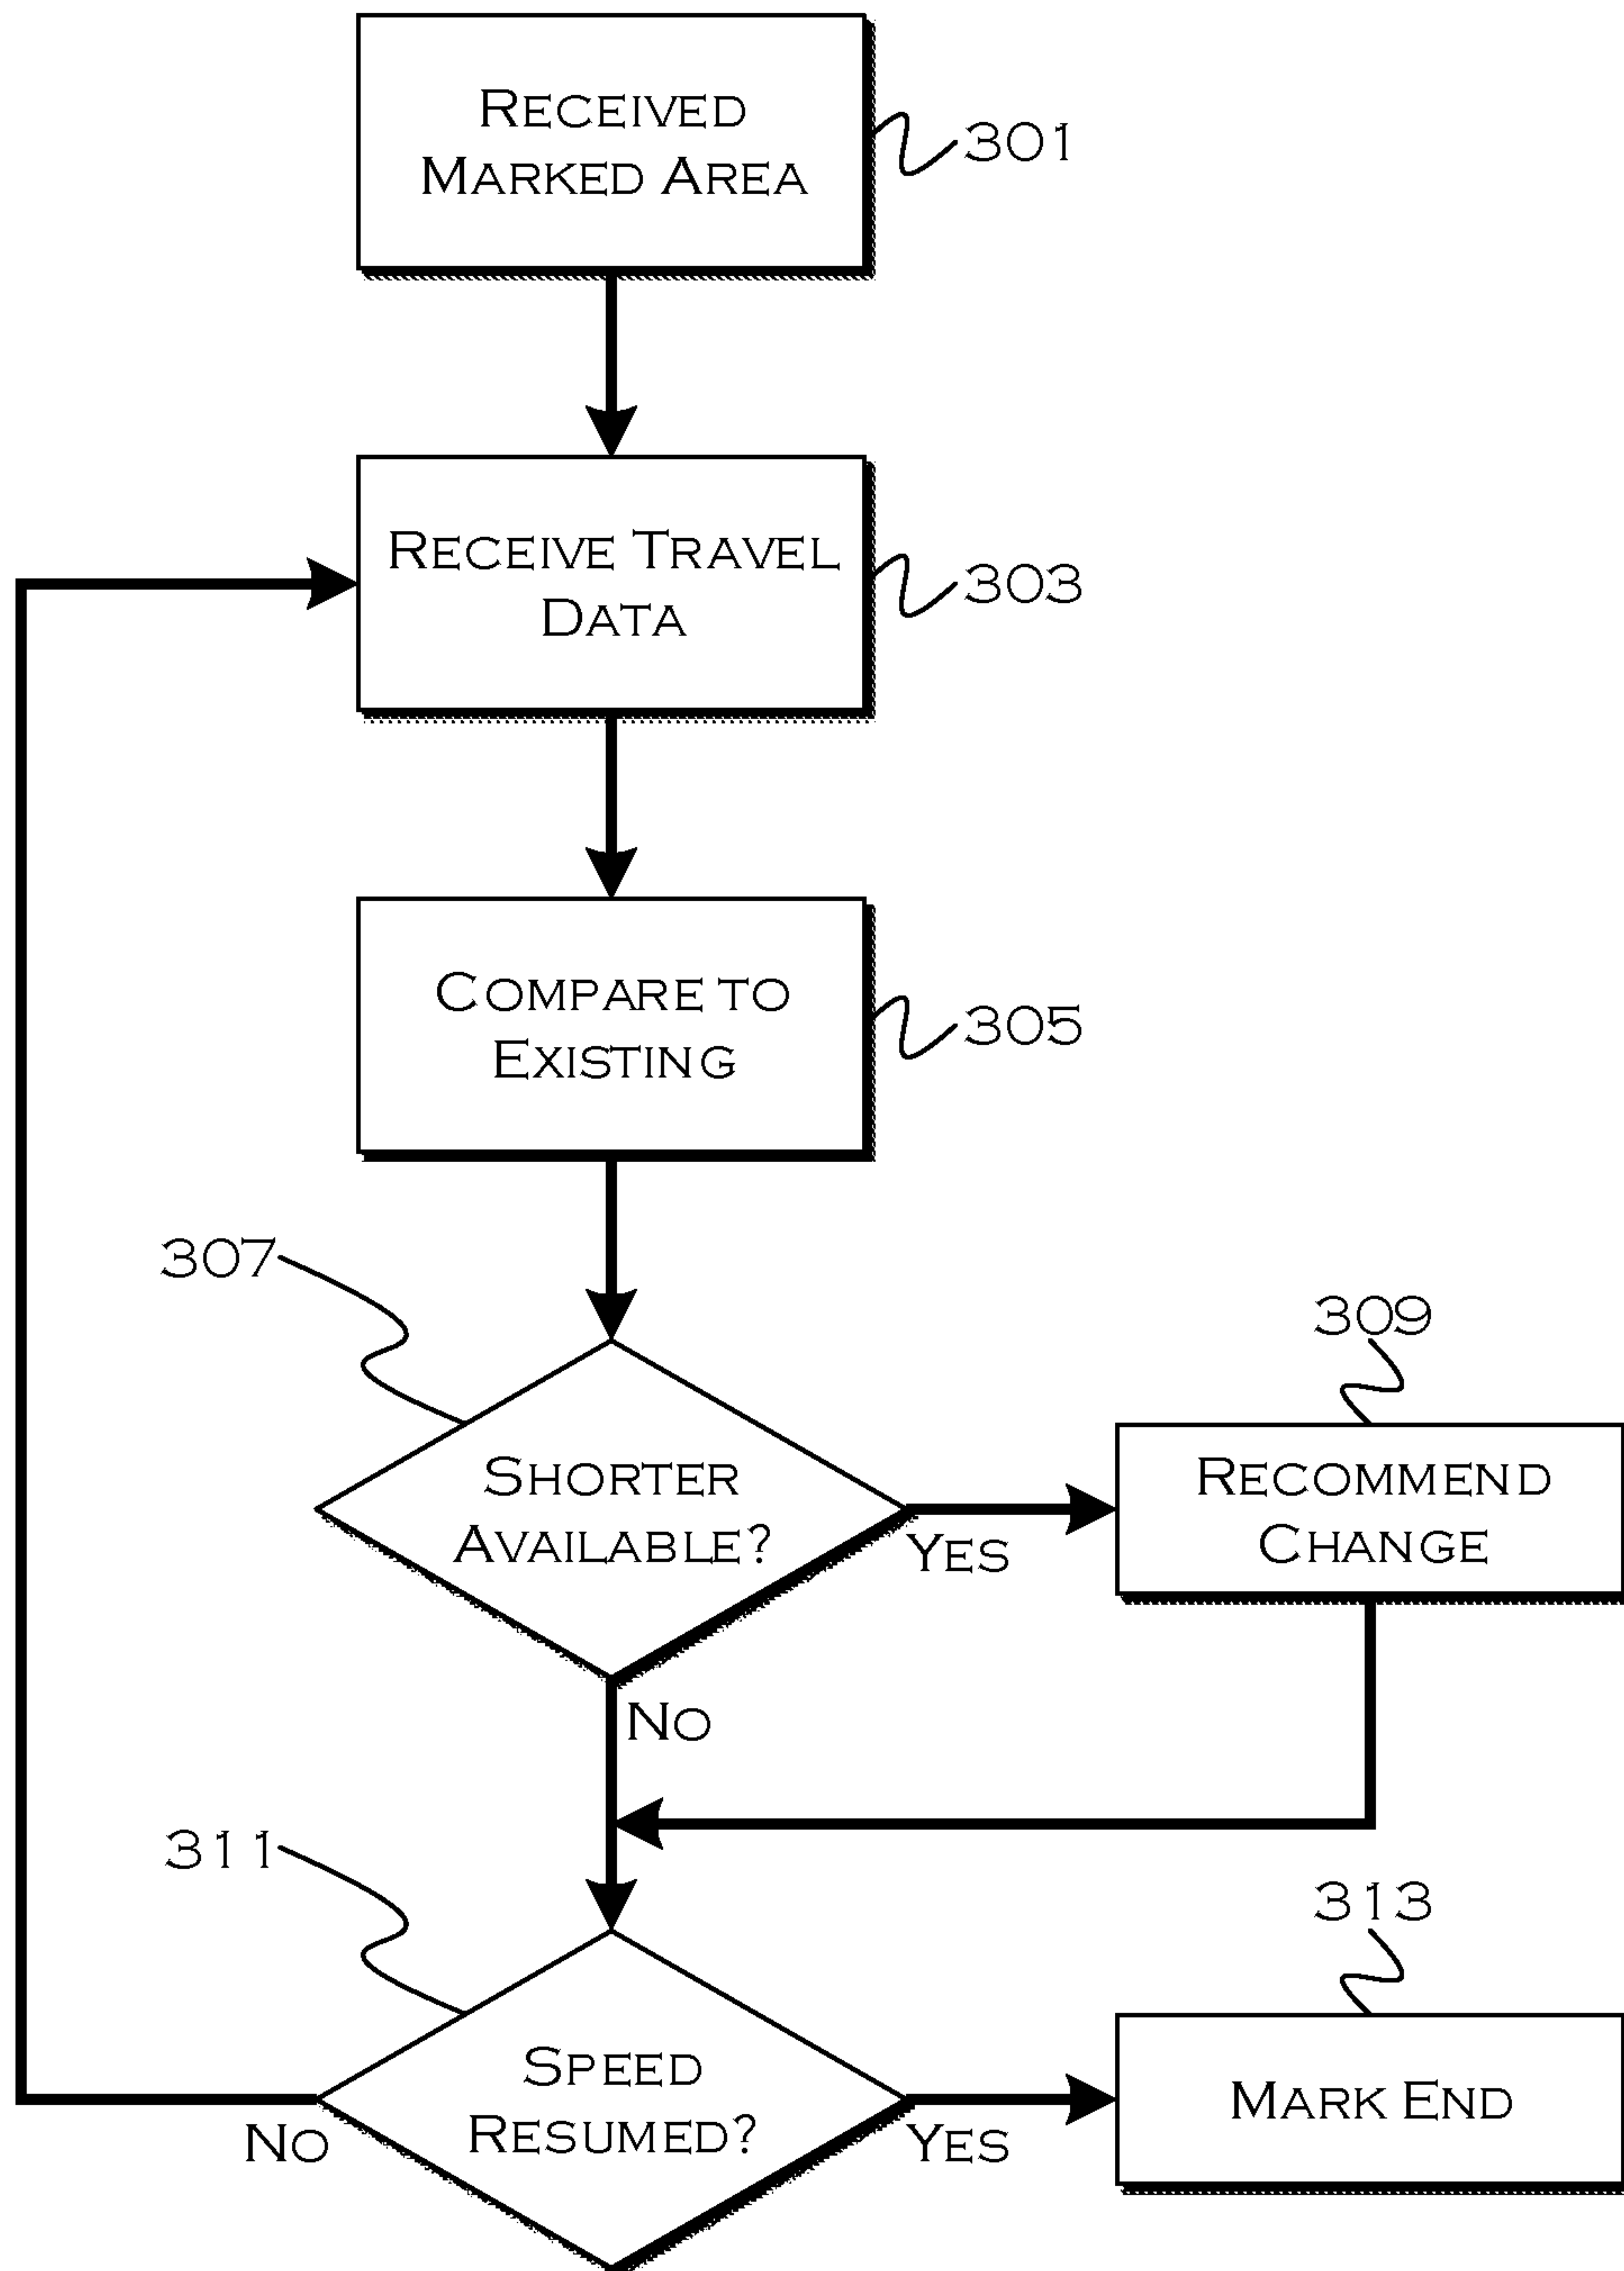 RECEIVED
MARKED AREA
301
RECEIVE TRAVEL
DATA
303
COMPARE TO
EXISTING
305
307
309
SHORTER
AVAILABLE?
YES
RECOMMEND
CHANGE
NO
311
313
SPEED
RESUMED?
NO
YES
MARK END